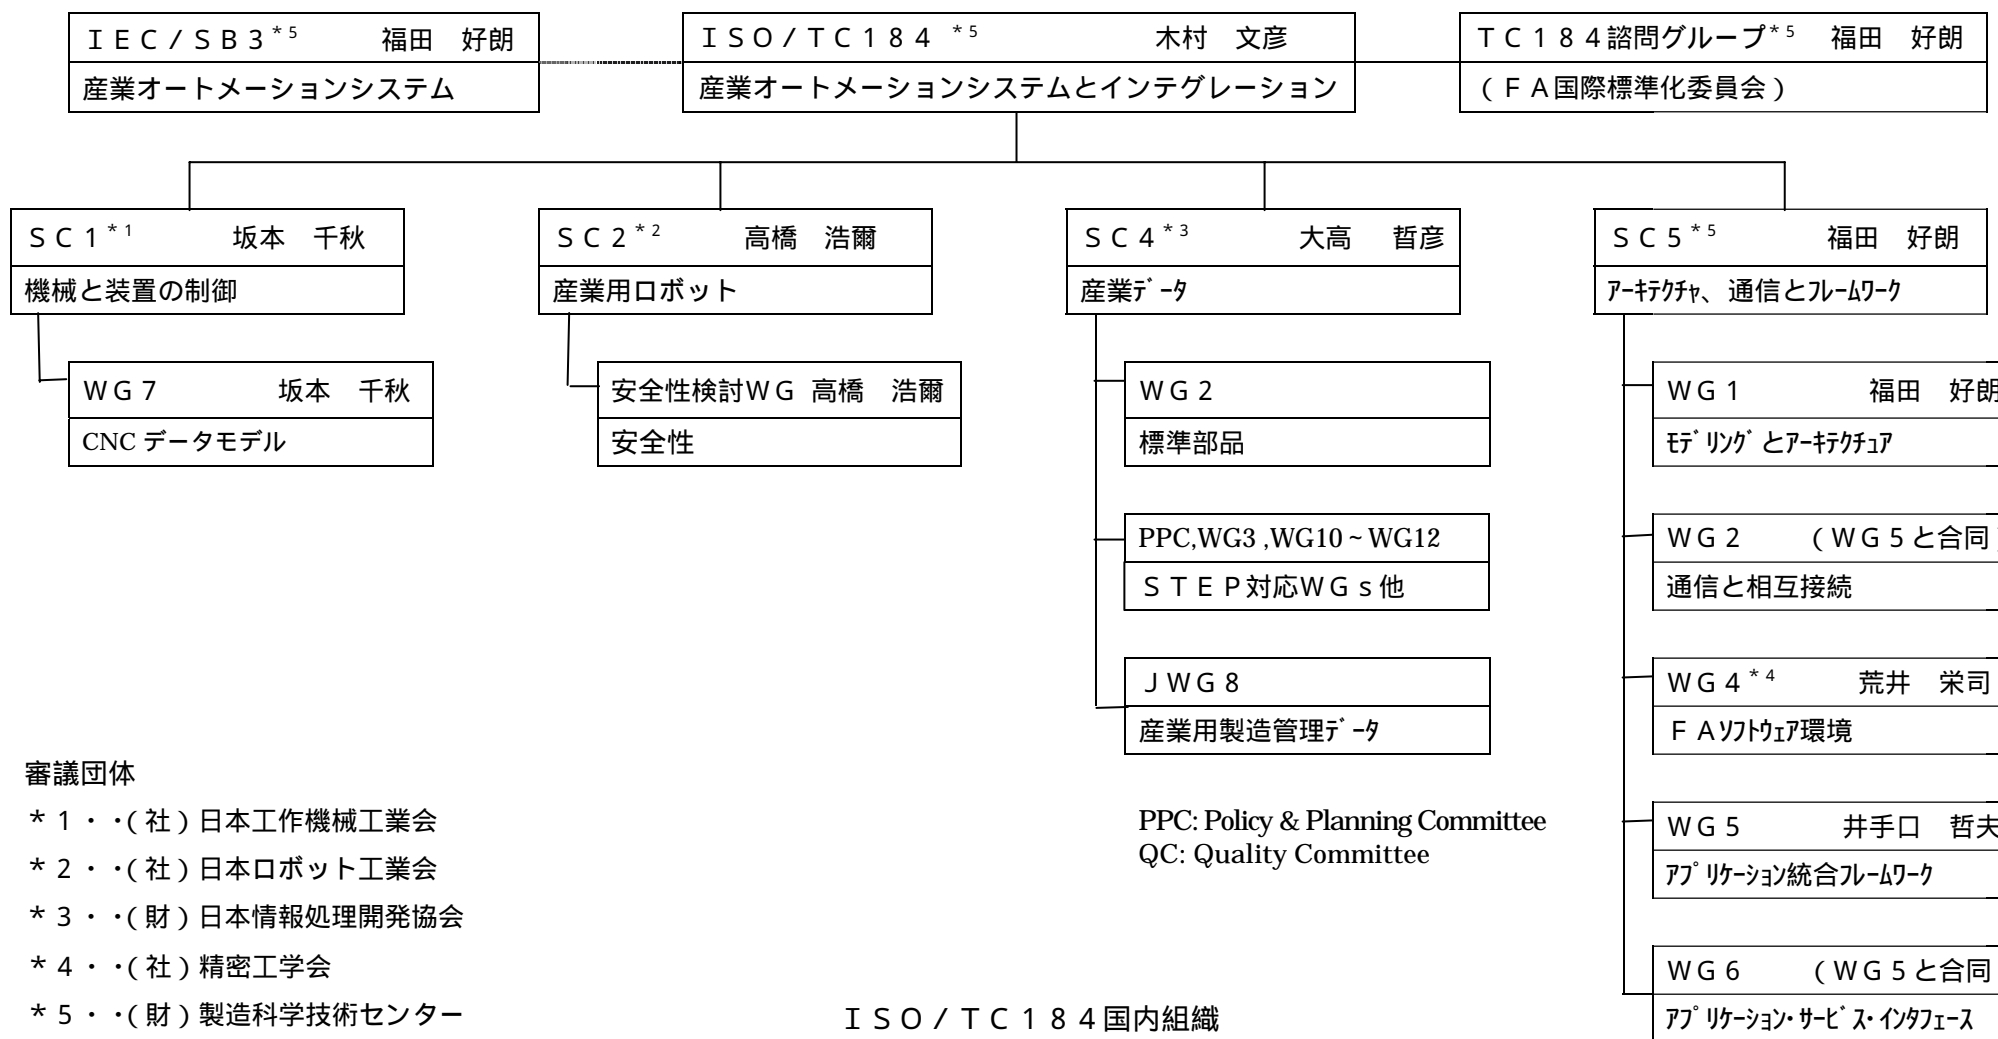 ＩＥＣ/ＳＢ３*5 福田 好朗
産業オートメーションシステム
ＩＳＯ/ＴＣ１８４ *5 木村 文彦
産業オートメーションシステムとインテグレーション
ＴＣ１８４諮問グループ*5 福田 好朗
(ＦＡ国際標準化委員会)
ＳＣ１*1 坂本 千秋
機械と装置の制御
ＷＧ７ 坂本 千秋
CNC データモデル
ＳＣ２*2 高橋 浩爾
産業用ロボット
安全性検討ＷＧ 高橋 浩爾
安全性
ＳＣ４*3 大高 哲彦
産業ﾃﾞｰﾀ
ＷＧ２
標準部品
PPC,WG3 ,WG10~WG12
ＳＴＥＰ対応ＷＧｓ他
ＪＷＧ８
産業用製造管理ﾃﾞｰﾀ
PPC: Policy & Planning Committee
QC: Quality Committee
ＳＣ５*5 福田 好朗
ｱｰｷﾃｸﾁｬ、通信とﾌﾚｰﾑﾜｰｸ
ＷＧ１ 福田 好朗
ﾓﾃﾞﾘﾝｸﾞとｱｰｷﾃｸﾁｭｱ
ＷＧ２ (ＷＧ５と合同)
通信と相互接続
ＷＧ４*4 荒井 栄司
ＦＡｿﾌﾄｳｪｱ環境
ＷＧ５ 井手口 哲夫
ｱﾌﾟﾘｹｰｼｮﾝ統合ﾌﾚｰﾑﾜｰｸ
ＷＧ６ (ＷＧ５と合同
ｱﾌﾟﾘｹｰｼｮﾝ･ｻｰﾋﾞｽ･ｲﾝﾀﾌｪｰｽ
審議団体
*１・・(社)日本工作機械工業会
*２・・(社)日本ロボット工業会
*３・・(財)日本情報処理開発協会
*４・・(社)精密工学会
*５・・(財)製造科学技術センター
ＩＳＯ/ＴＣ１８４国内組織